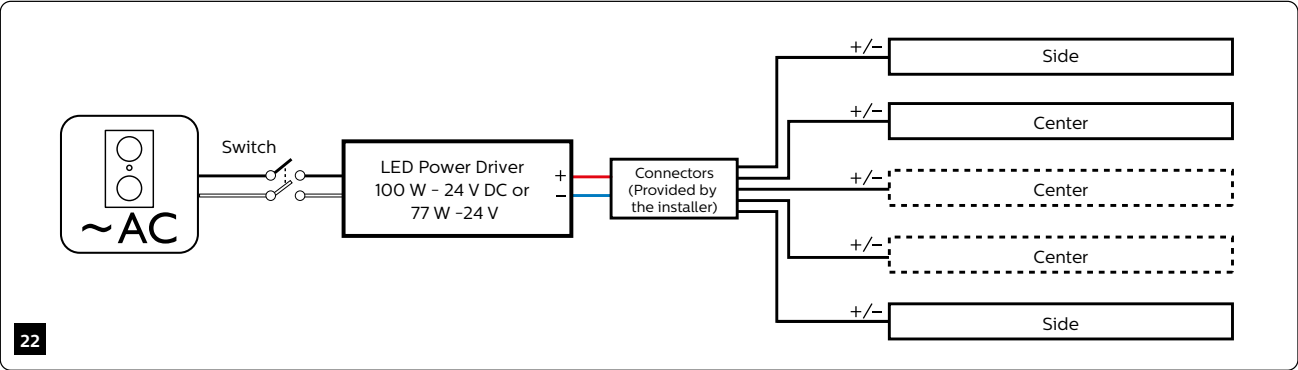 +/− Side
Switch
+/− Center
LED Power Driver
100 W - 24 V DC or
77 W -24 V
+
−
Connectors
(Provided by
the installer)
+/− Center
~AC
+/− Center
+/− Side
22